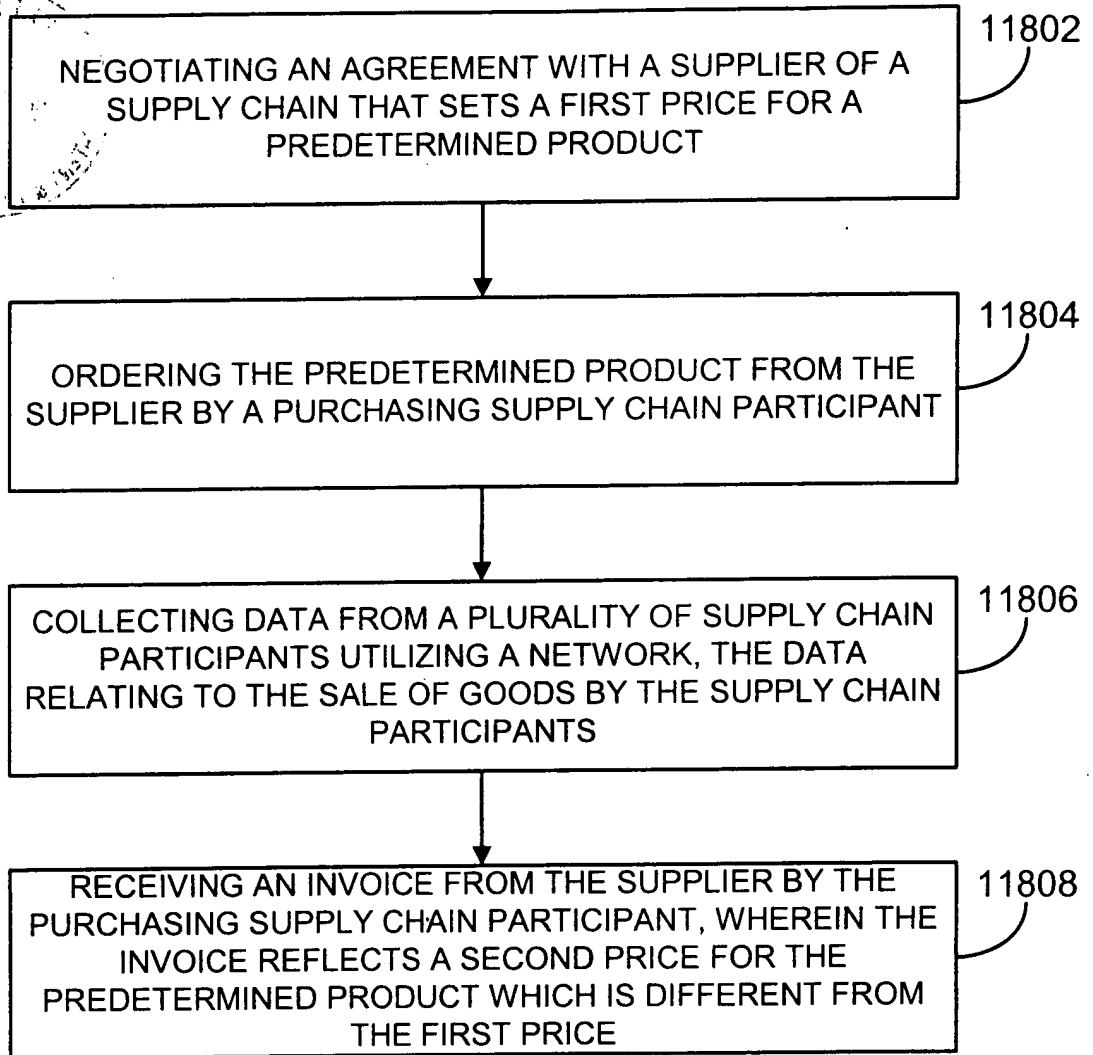 11802
NEGOTIATING AN AGREEMENT WITH A SUPPLIER OF A
SUPPLY CHAIN THAT SETS A FIRST PRICE FOR A
PREDETERMINED PRODUCT
11804
ORDERING THE PREDETERMINED PRODUCT FROM THE
SUPPLIER BY A PURCHASING SUPPLY CHAIN PARTICIPANT
11806
COLLECTING DATA FROM A PLURALITY OF SUPPLY CHAIN
PARTICIPANTS UTILIZING A NETWORK, THE DATA
RELATING TO THE SALE OF GOODS BY THE SUPPLY CHAIN
PARTICIPANTS
11808
RECEIVING AN INVOICE FROM THE SUPPLIER BY THE
PURCHASING SUPPLY CHAIN PARTICIPANT, WHEREIN THE
INVOICE REFLECTS A SECOND PRICE FOR THE
PREDETERMINED PRODUCT WHICH IS DIFFERENT FROM
THE FIRST PRICE